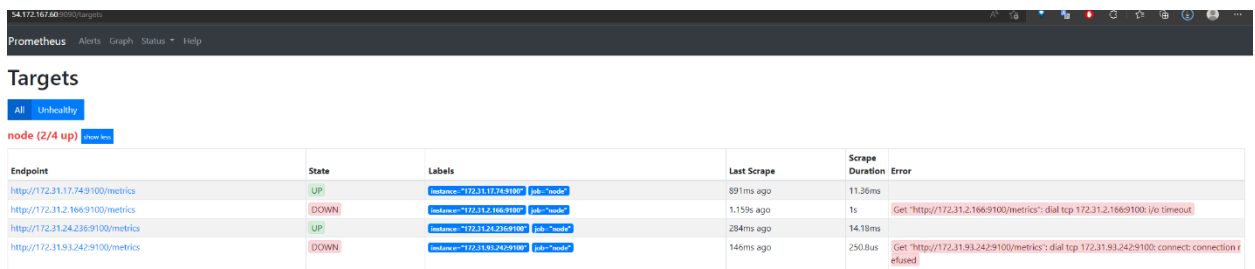 54.172.167.60:9090/targets
Prometheus Alerts Graph Status Help
Targets
All Unhealthy
node (2/4 up) show less
Endpoint State Labels Last Scrape Scrape Duration Error
http://172.31.17.74:9100/metrics UP instance="172.31.17.74:9100" job="node" 891ms ago 11.36ms
http://172.31.2.166:9100/metrics DOWN instance="172.31.2.166:9100" job="node" 1.159s ago 1s Get "http://172.31.2.166:9100/metrics": dial tcp 172.31.2.166:9100: i/o timeout
http://172.31.24.236:9100/metrics UP instance="172.31.24.236:9100" job="node" 284ms ago 14.18ms
http://172.31.93.242:9100/metrics DOWN instance="172.31.93.242:9100" job="node" 146ms ago 250.8us Get "http://172.31.93.242:9100/metrics": dial tcp 172.31.93.242:9100: connect: connection r
efused